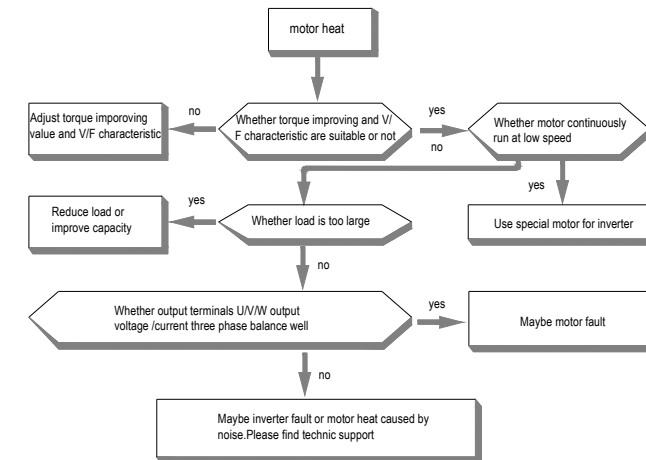 motor heat
no
yes
Adjust torque imporoving
value and V/F characteristic
Whether torque improving and V/
F characteristic are suitable or not
Whether motor continuously
run at low speed
no
yes
yes
Reduce load or
improve capacity
Whether load is too large
Use special motor for inverter
no
Whether output terminals U/V/W output
voltage /current three phase balance well
yes
Maybe motor fault
no
Maybe inverter fault or motor heat caused by
noise.Please find technic support